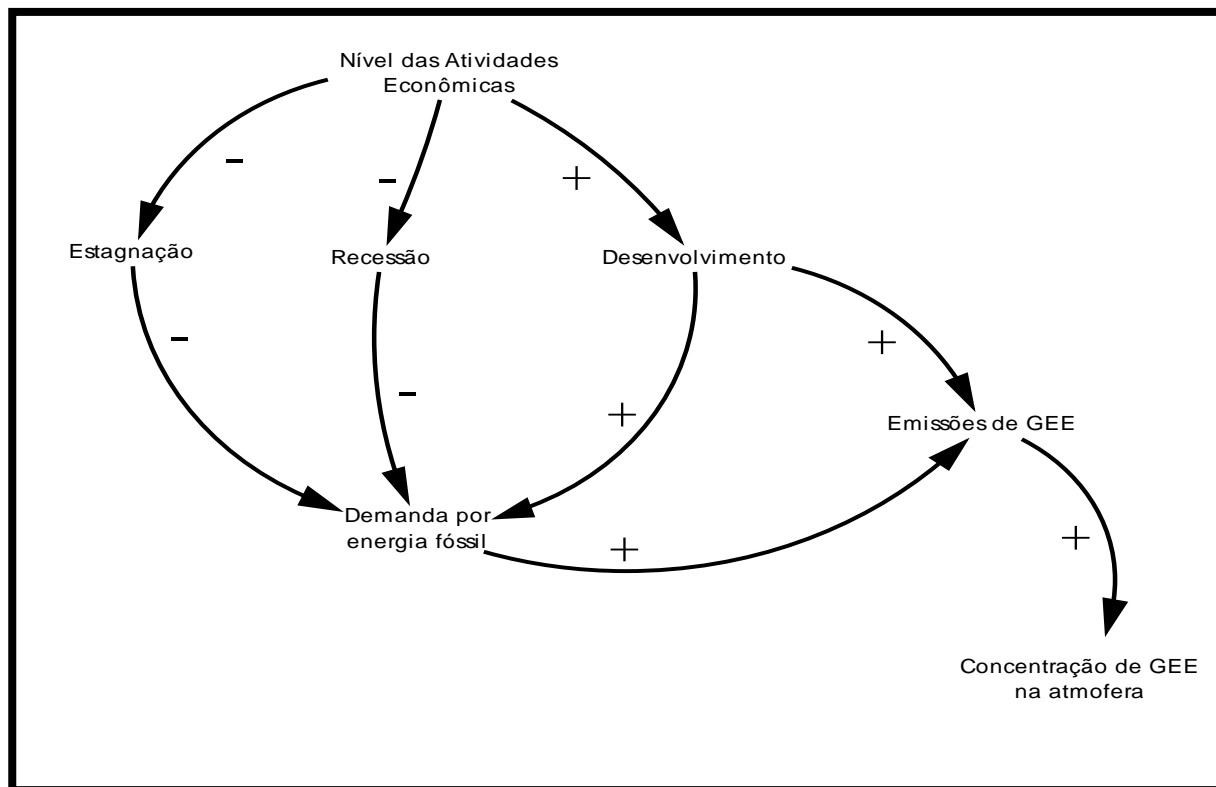 Nível das Atividades
Econômicas
-
-
+
Estagnação
Recessão
Desenvolvimento
-
-
+
+
Emissões de GEE
Demanda por
energia fóssil
+
+
Concentração de GEE
na atmofera